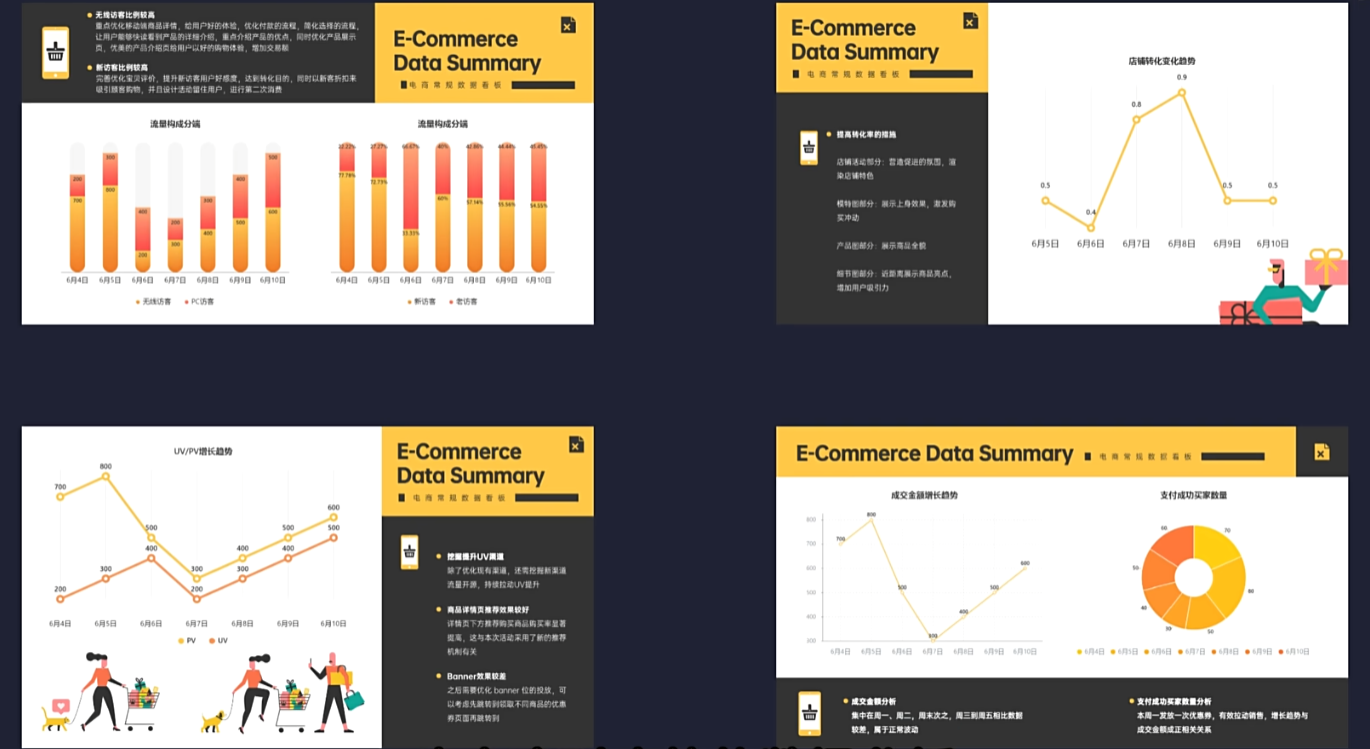 无线访客比例较高
重点优化移动端商品详情，给用户好的体验，优化付款的流程，简化选择的流程，
让用户能够快读看到产品的详细介绍，重点介绍产品的优点，同时优化产品展示
页，优美的产品介绍页给用户以好的购物体验，增加交易额
新访客比例较高
完善优化宝贝评价，提升新访客用户好感度，达到转化目的，同时以新客折扣来
吸引顾客购物，并且设计活动留住用户，进行第二次消费
E-Commerce
Data Summary
电商常规数据看板
流量构成分端
200 300 400 200 300 400 500
700 800 200 300 400 500 600
6月4日 6月5日 6月6日 6月7日 6月8日 6月9日 6月10日
无线访客 PC访客
流量构成分端
22.22% 27.27% 66.67% 40% 42.86% 44.44% 45.45%
77.78% 72.73% 33.33% 60% 57.14% 55.56% 54.55%
6月4日 6月5日 6月6日 6月7日 6月8日 6月9日 6月10日
新访客 老访客
E-Commerce
Data Summary
电商常规数据看板
提高转化率的措施
店铺活动部分：营造促进的氛围，渲
染店铺特色
模特图部分：展示上身效果，激发购
买冲动
产品图部分：展示商品全貌
细节图部分：近距离展示商品亮点，
增加用户吸引力
店铺转化变化趋势
0.5 0.4 0.8 0.9 0.5 0.5
6月5日 6月6日 6月7日 6月8日 6月9日 6月10日
UV/PV增长趋势
700 800 500 300 400 500 600
200 300 400 200 300 400 500
6月4日 6月5日 6月6日 6月7日 6月8日 6月9日 6月10日
PV UV
E-Commerce
Data Summary
电商常规数据看板
挖掘提升UV渠道
除了优化现有渠道，还需挖掘新渠道
流量开源，持续拉动UV提升
商品详情页推荐效果较好
详情页下方推荐购买商品购买率显著
提高，这与本次活动采用了新的推荐
机制有关
Banner效果较差
之后需要优化 banner 位的投放，可
以考虑先跳转到领取不同商品的优惠
券页面再跳转到
E-Commerce Data Summary
电商常规数据看板
成交金额增长趋势
800
700
600
500
400
300
700 800 500 300 400 500 600
6月4日 6月5日 6月6日 6月7日 6月8日 6月9日 6月10日
支付成功买家数量
70 80 50 30 40 50 60
6月4日 6月5日 6月6日 6月7日 6月8日 6月9日 6月10日
成交金额分析
集中在周一、周二，周末次之，周三到周五相比数据
较差，属于正常波动
支付成功买家数量分析
本周一发放一次优惠券，有效拉动销售，增长趋势与
成交金额成正相关关系